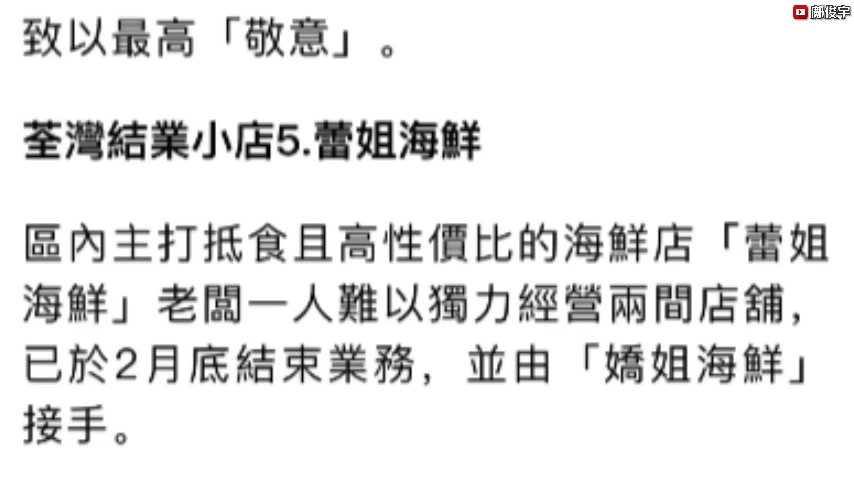 鄺俊宇
致以最高「敬意」。
荃灣結業小店5.蕾姐海鮮
區內主打抵食且高性價比的海鮮店「蕾姐
海鮮」老闆一人難以獨力經營兩間店舖，
已於2月底結束業務，並由「嬌姐海鮮」
接手。